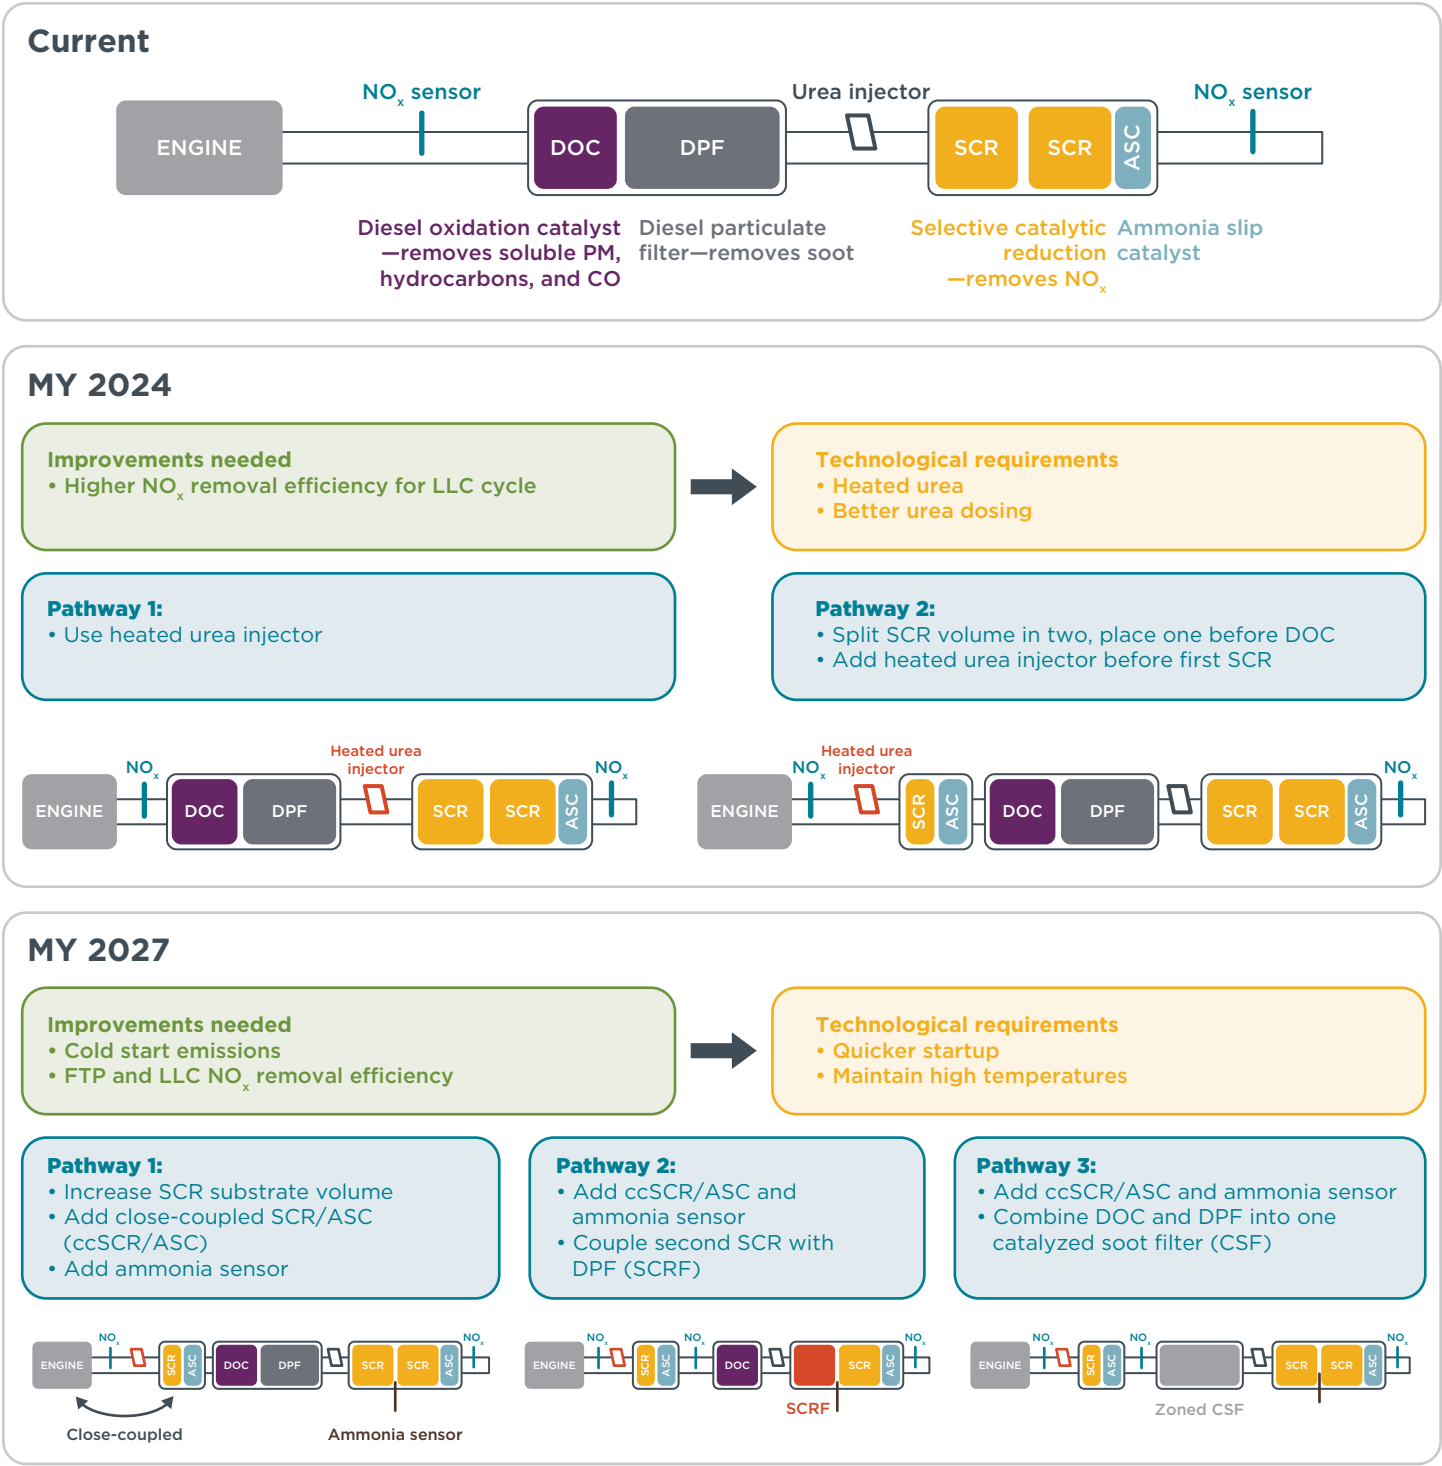 Current
NOx sensor
Urea injector
NOx sensor
ENGINE
DOC
DPF
SCR
SCR
ASC
Diesel oxidation catalyst
—removes soluble PM,
hydrocarbons, and CO
Diesel particulate
filter—removes soot
Selective catalytic
reduction
—removes NOx
Ammonia slip
catalyst
MY 2024
Improvements needed
• Higher NOx removal efficiency for LLC cycle
Technological requirements
• Heated urea
• Better urea dosing
Pathway 1:
• Use heated urea injector
Pathway 2:
• Split SCR volume in two, place one before DOC
• Add heated urea injector before first SCR
NOx
Heated urea
injector
NOx
ENGINE
DOC
DPF
SCR
SCR
ASC
NOx
Heated urea
injector
NOx
ENGINE
SCR
ASC
DOC
DPF
SCR
SCR
ASC
MY 2027
Improvements needed
• Cold start emissions
• FTP and LLC NOx removal efficiency
Technological requirements
• Quicker startup
• Maintain high temperatures
Pathway 1:
• Increase SCR substrate volume
• Add close-coupled SCR/ASC
(ccSCR/ASC)
• Add ammonia sensor
Pathway 2:
• Add ccSCR/ASC and
ammonia sensor
• Couple second SCR with
DPF (SCRF)
Pathway 3:
• Add ccSCR/ASC and ammonia sensor
• Combine DOC and DPF into one
catalyzed soot filter (CSF)
NOx
NOx
ENGINE
SCR
ASC
DOC
DPF
SCR
SCR
ASC
Close-coupled
Ammonia sensor
NOx
NOx
NOx
ENGINE
SCR
ASC
DOC
SCR
ASC
SCRF
NOx
NOx
NOx
ENGINE
SCR
ASC
SCR
SCR
ASC
Zoned CSF